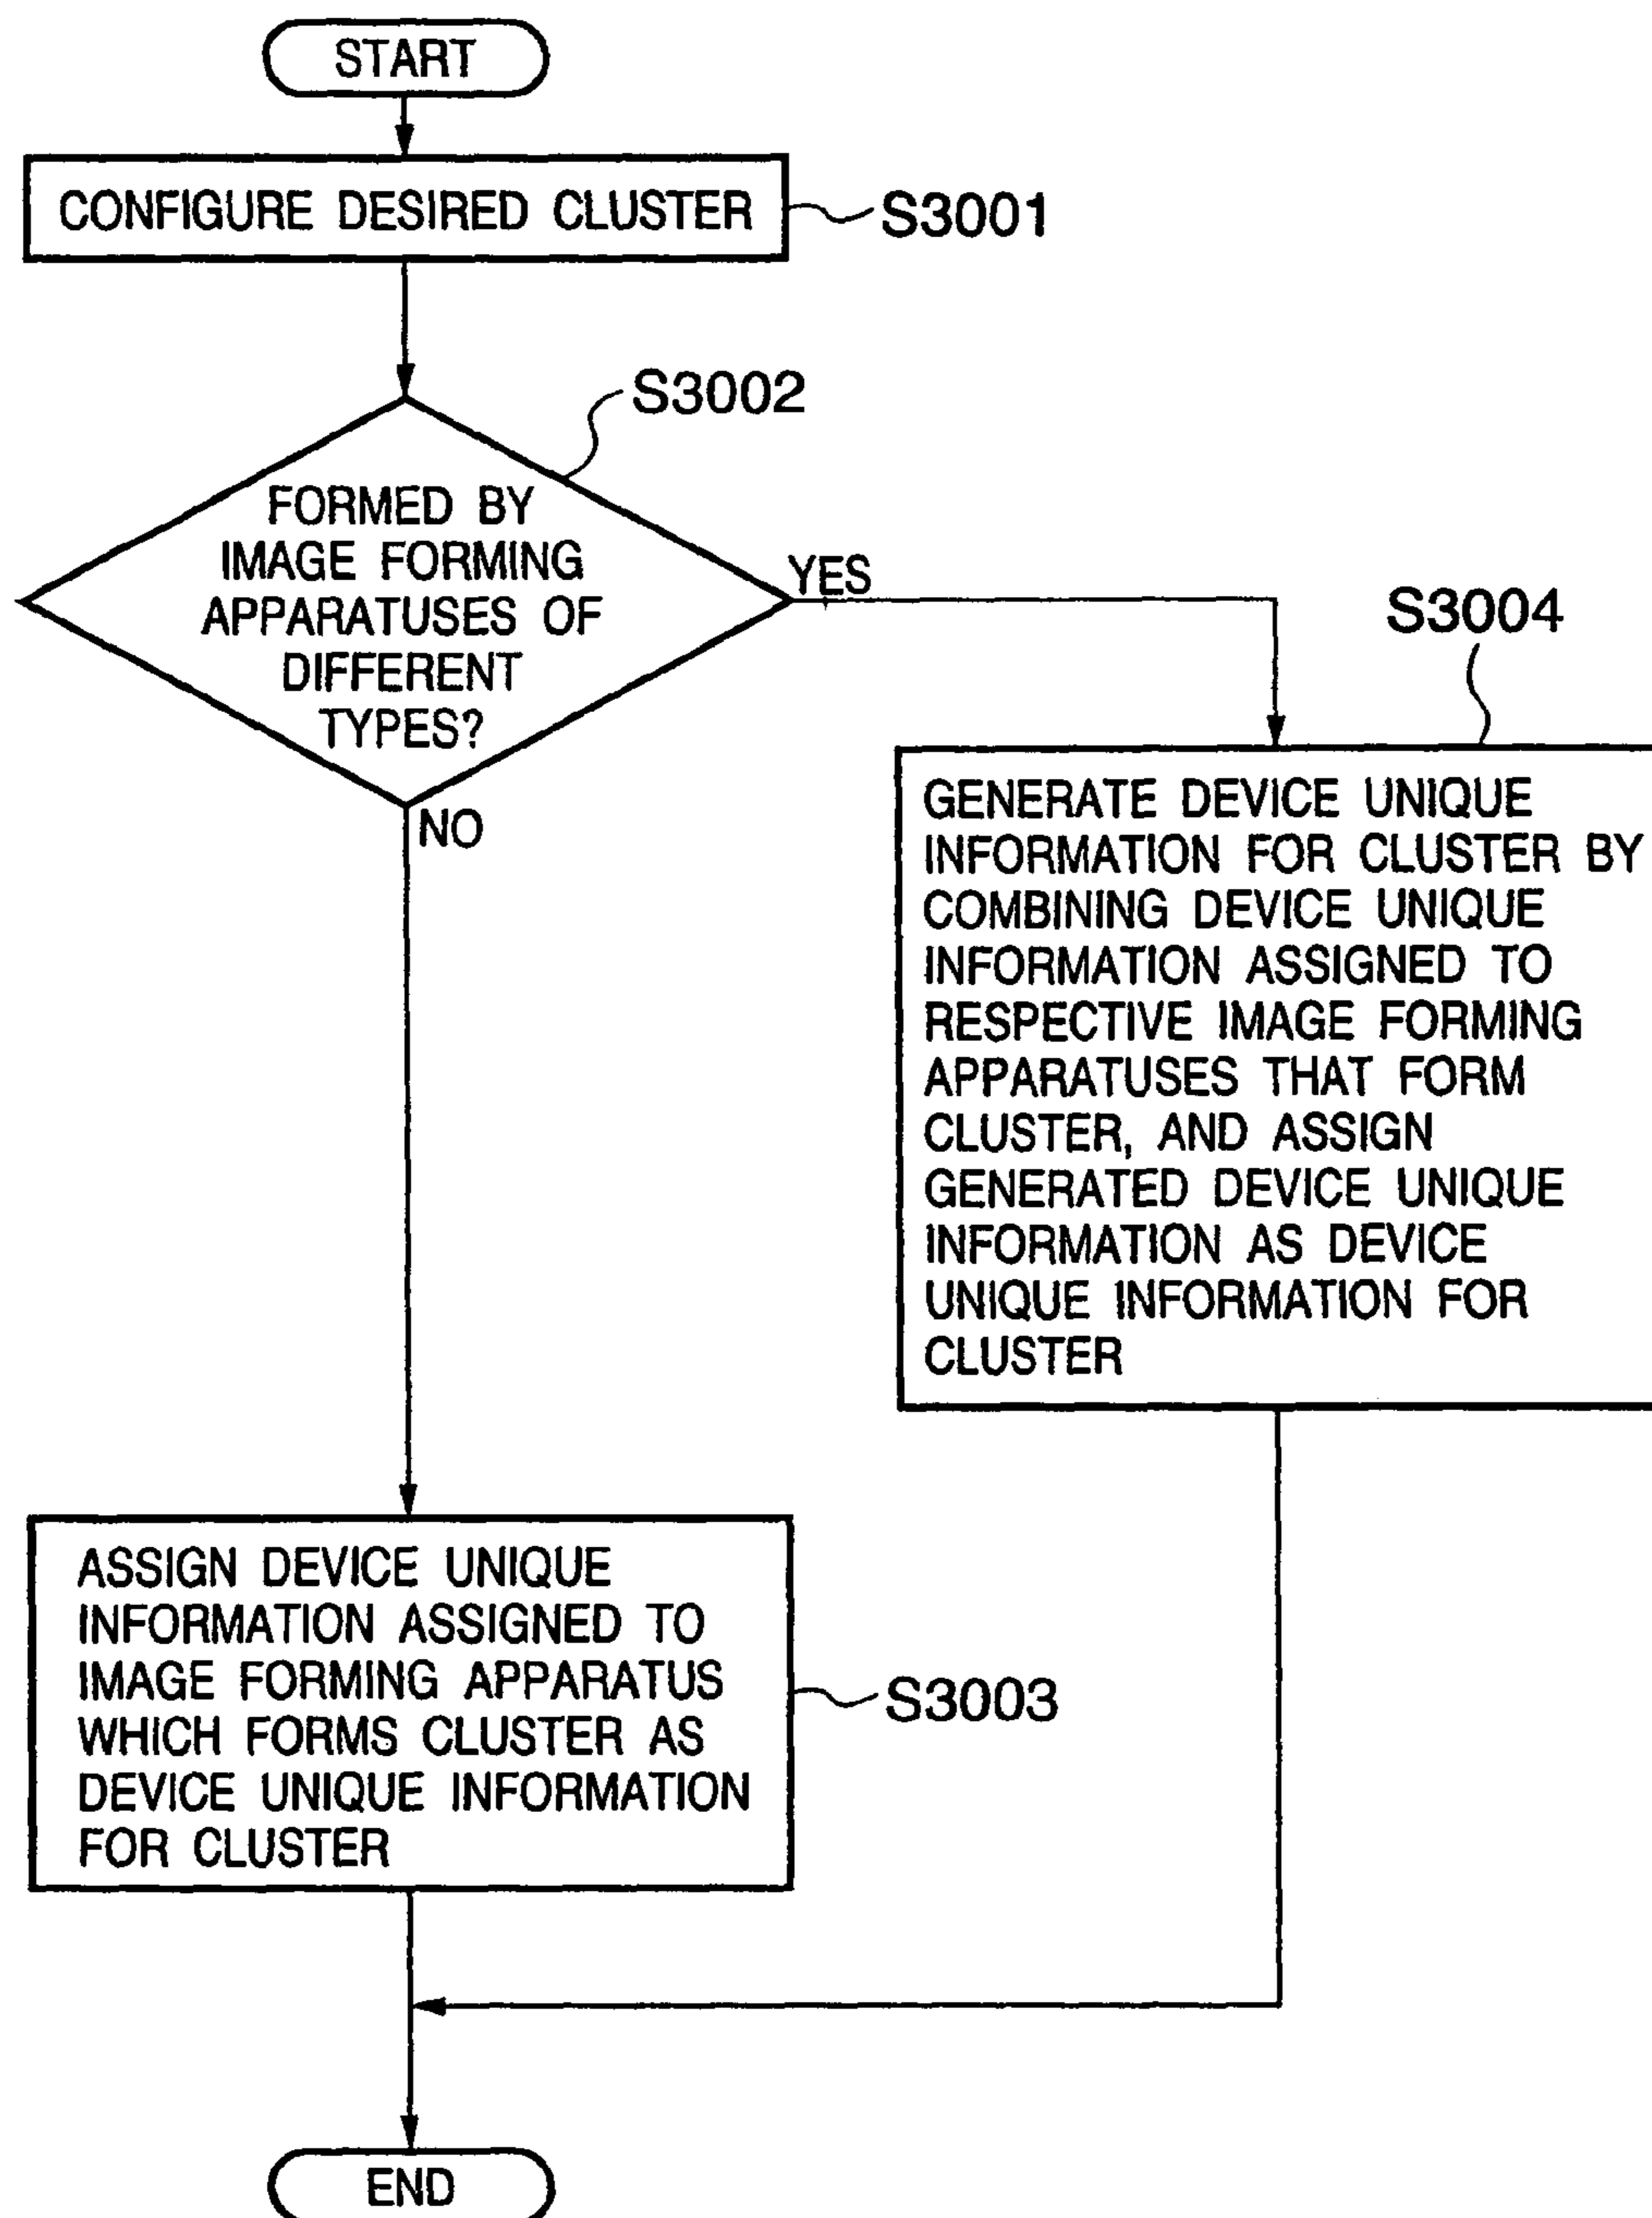 START
CONFIGURE DESIRED CLUSTER
S3001
S3002
FORMED BY
IMAGE FORMING
APPARATUSES OF
DIFFERENT
TYPES?
YES
NO
S3004
GENERATE DEVICE UNIQUE
INFORMATION FOR CLUSTER BY
COMBINING DEVICE UNIQUE
INFORMATION ASSIGNED TO
RESPECTIVE IMAGE FORMING
APPARATUSES THAT FORM
CLUSTER, AND ASSIGN
GENERATED DEVICE UNIQUE
INFORMATION AS DEVICE
UNIQUE INFORMATION FOR
CLUSTER
ASSIGN DEVICE UNIQUE
INFORMATION ASSIGNED TO
IMAGE FORMING APPARATUS
WHICH FORMS CLUSTER AS
DEVICE UNIQUE INFORMATION
FOR CLUSTER
S3003
END